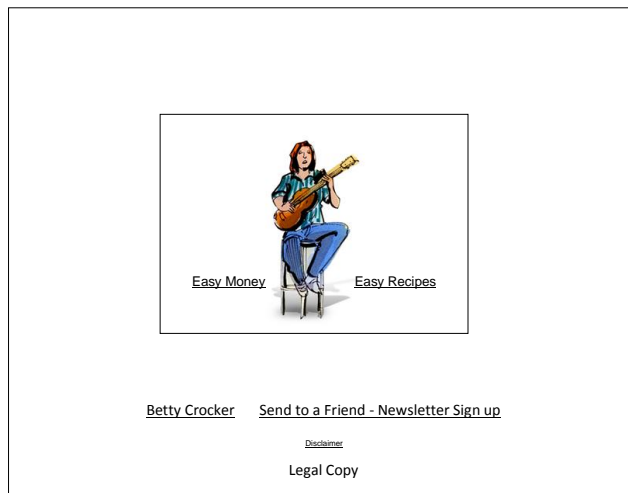 Easy Money Easy Recipes
Betty Crocker Send to a Friend - Newsletter Sign up
Disclaimer
Legal Copy